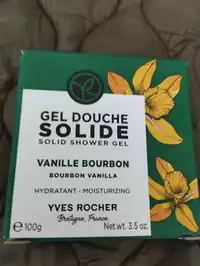 GEL DOUCHE
SOLIDE
SOLID SHOWER GEL
VANILLE BOURBON
BOURBON VANILLA
HYDRATANT - MOISTURIZING
YVES ROCHER
Bretagne, France
℮ 100g Net.wt. 3.5 oz.